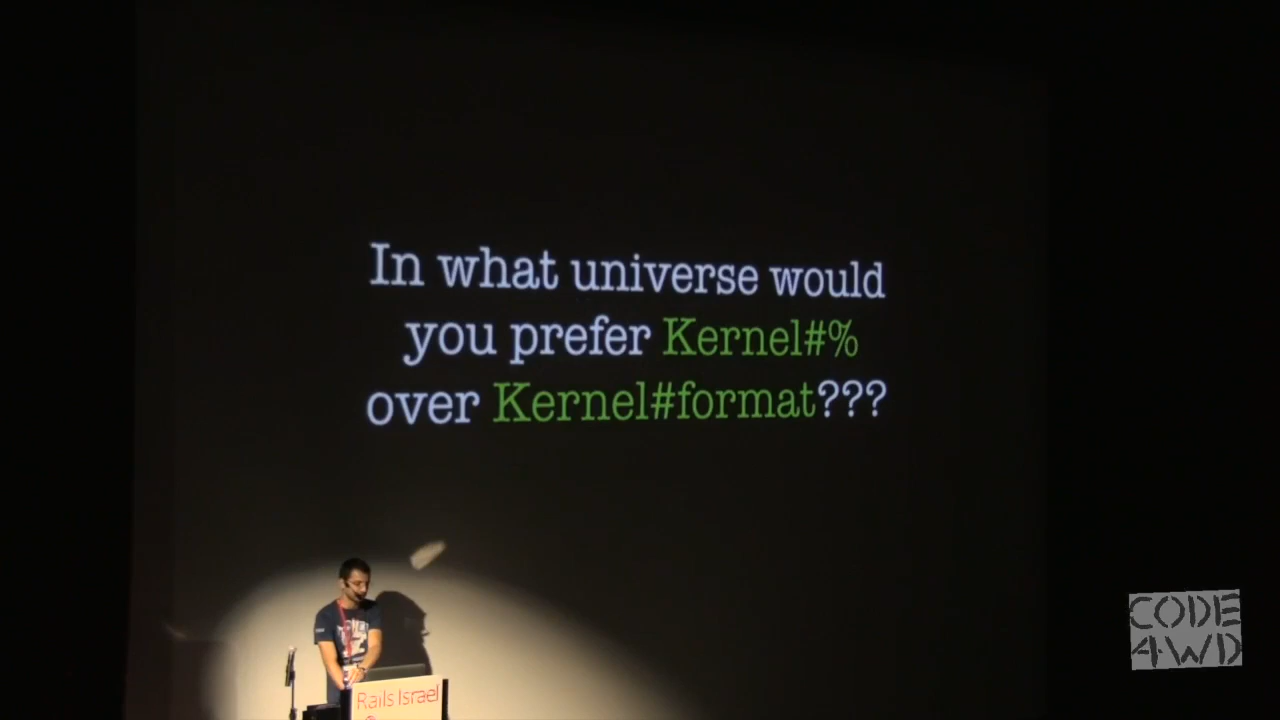 In what universe would
you prefer Kernel#%
over Kernel#format???
Rails Israel
CODE
4WD